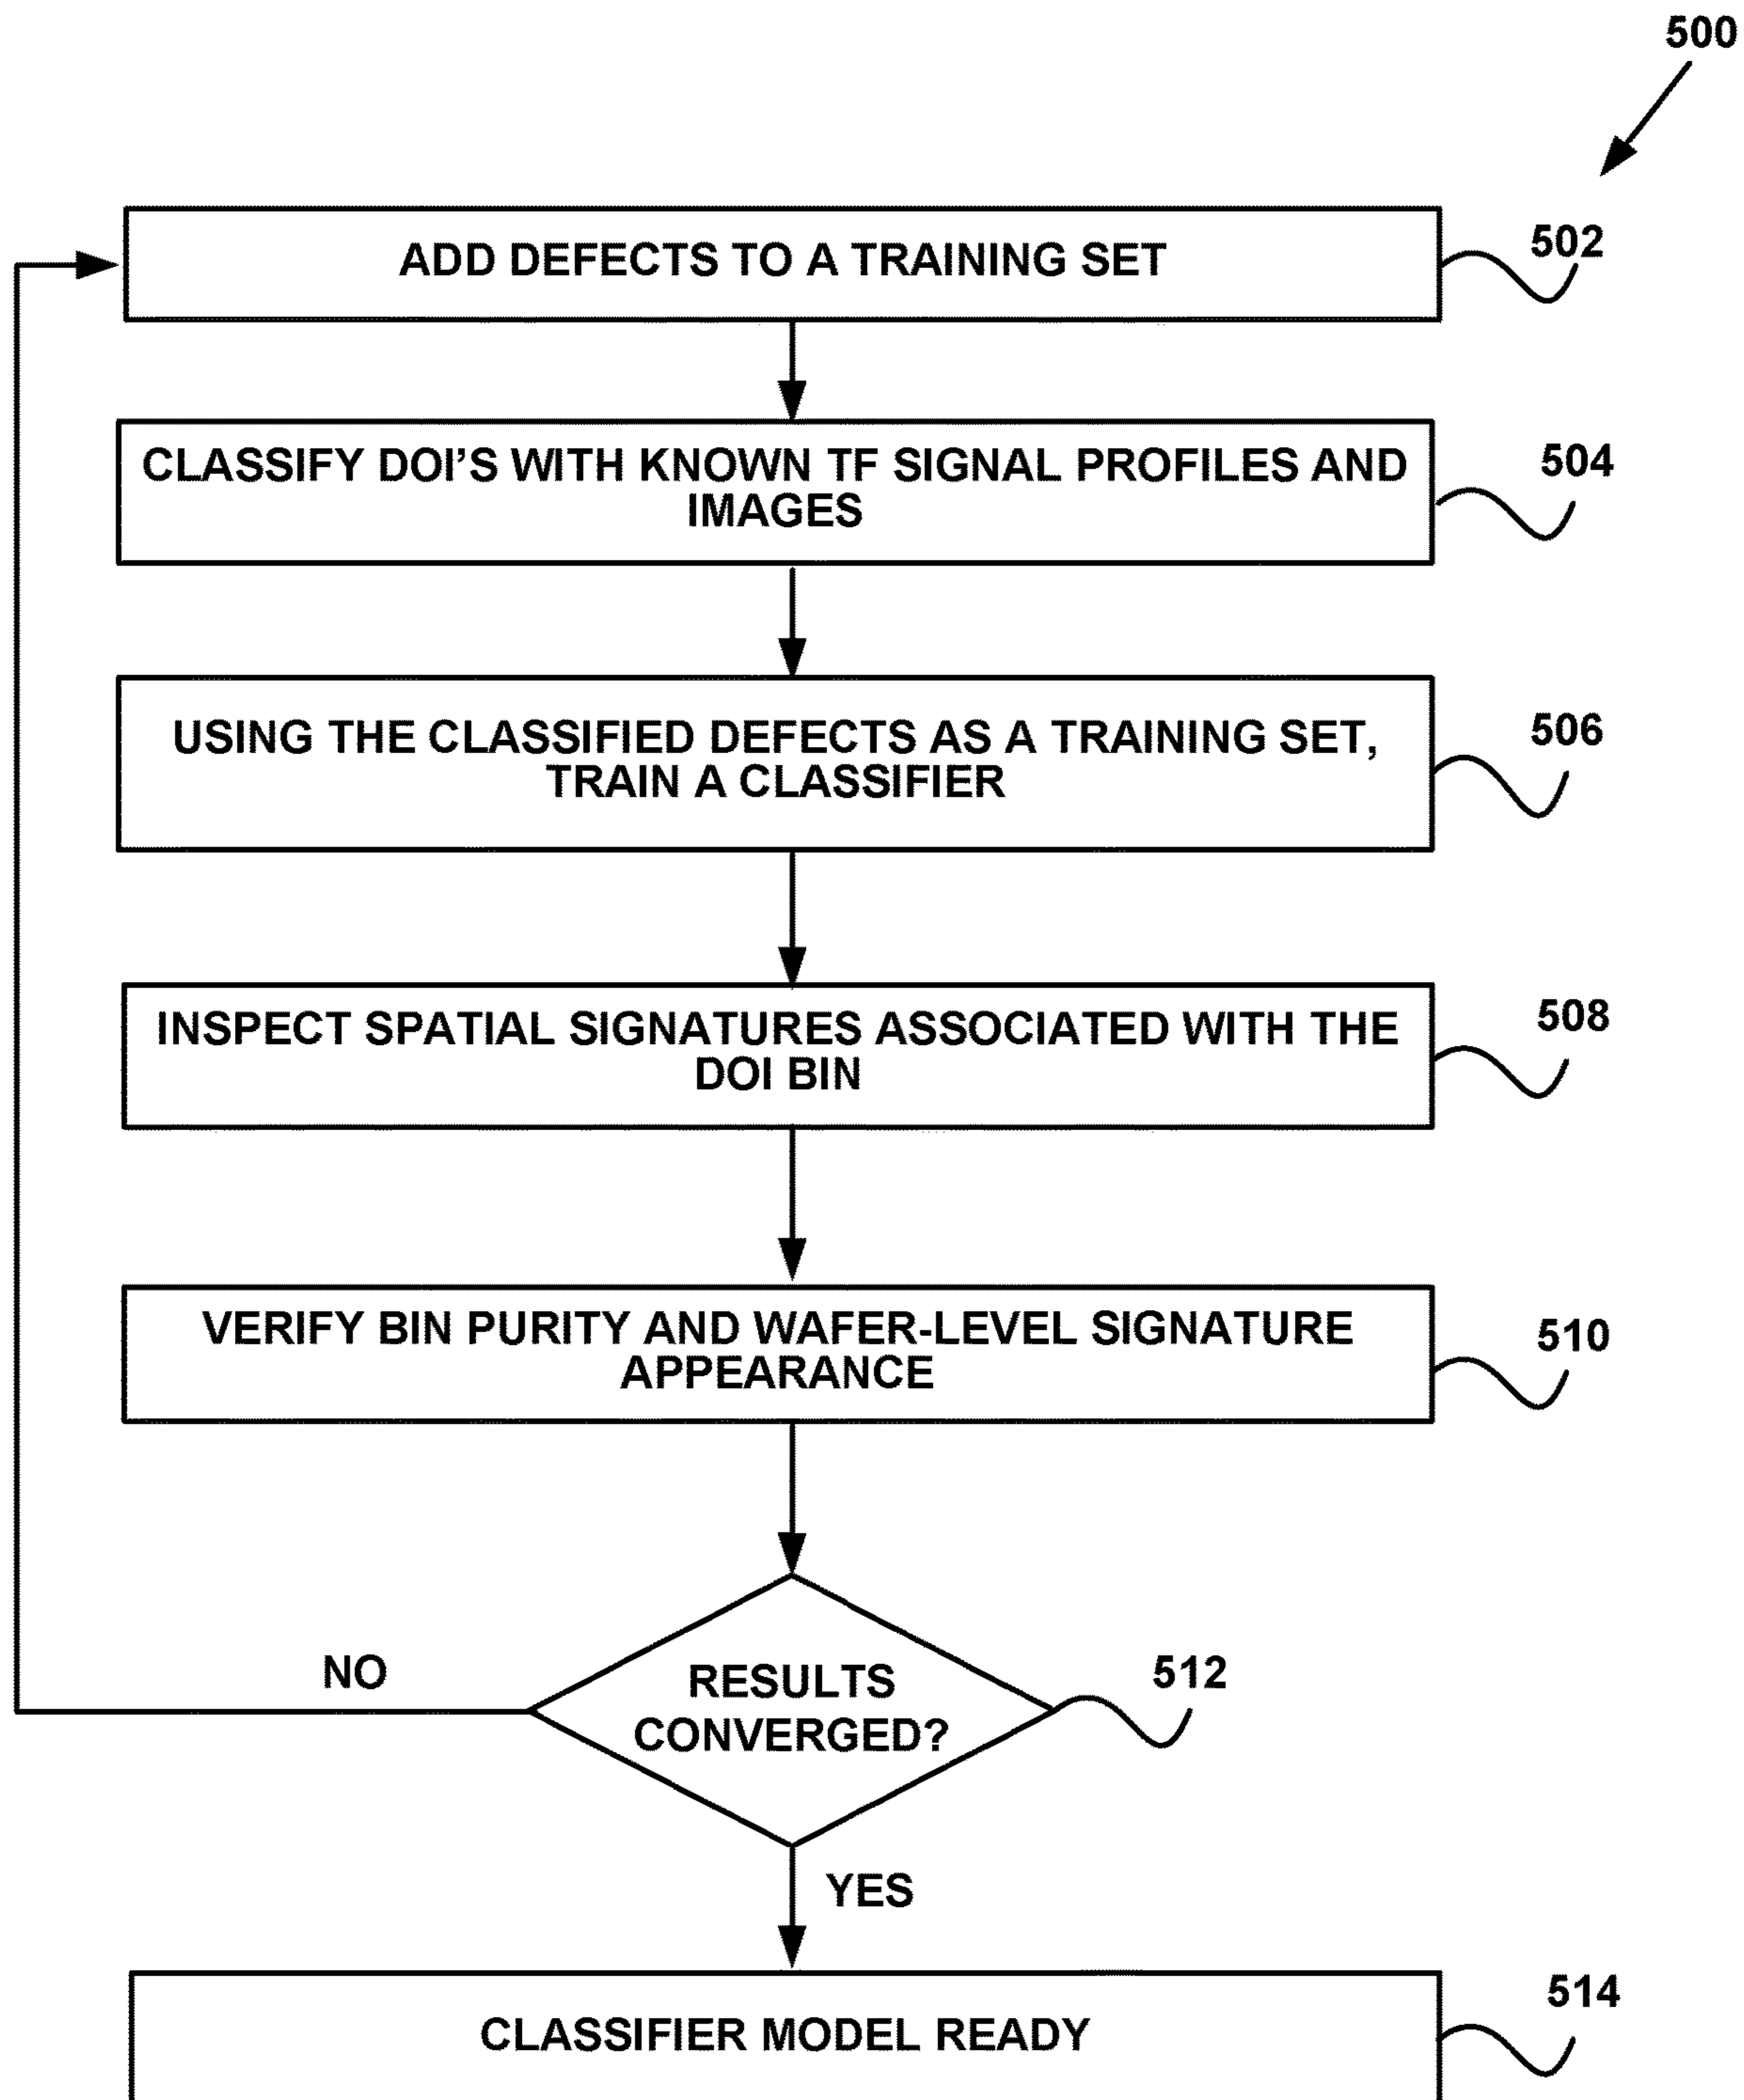 500
ADD DEFECTS TO A TRAINING SET
502
CLASSIFY DOI'S WITH KNOWN TF SIGNAL PROFILES AND
IMAGES
504
USING THE CLASSIFIED DEFECTS AS A TRAINING SET,
TRAIN A CLASSIFIER
506
INSPECT SPATIAL SIGNATURES ASSOCIATED WITH THE
DOI BIN
508
VERIFY BIN PURITY AND WAFER-LEVEL SIGNATURE
APPEARANCE
510
NO
RESULTS
CONVERGED?
512
YES
CLASSIFIER MODEL READY
514